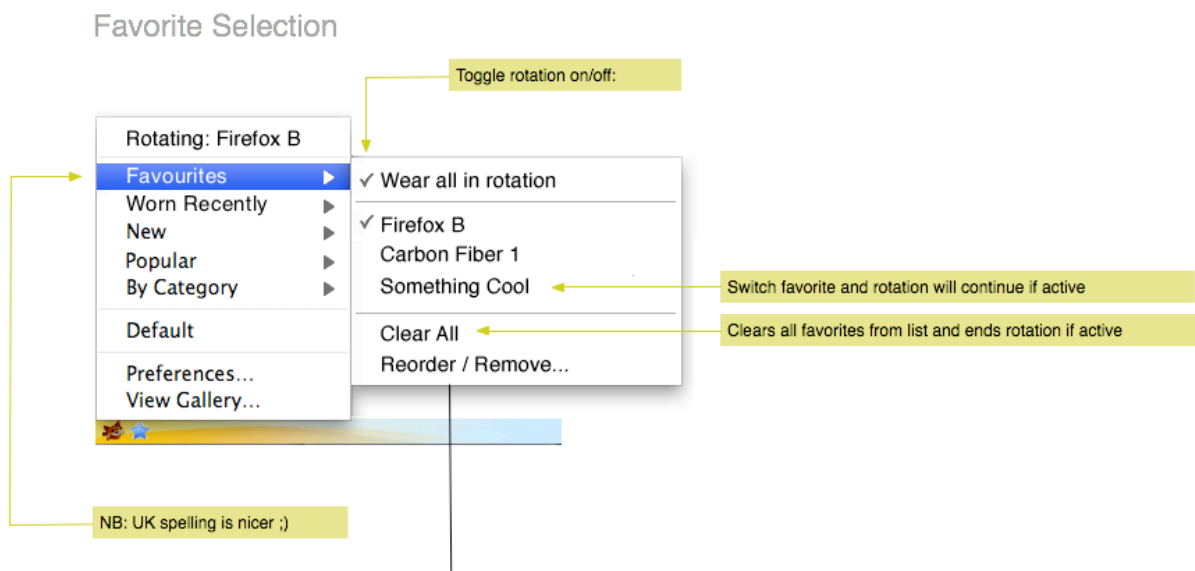 Favorite Selection
Toggle rotation on/off:
Rotating: Firefox B
Favourites
Worn Recently
New
Popular
By Category
Default
Preferences...
View Gallery...
Wear all in rotation
Firefox B
Carbon Fiber 1
Something Cool
Clear All
Reorder / Remove...
Switch favorite and rotation will continue if active
Clears all favorites from list and ends rotation if active
NB: UK spelling is nicer ;)